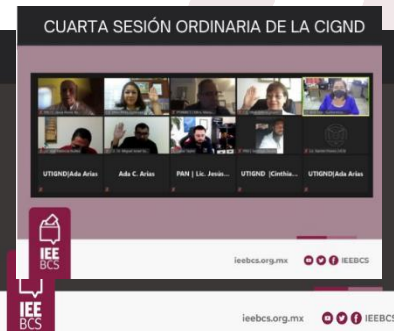 CUARTA SESIÓN ORDINARIA DE LA CIGND
UTIGND|Ada Arias
Ada C. Arias
PAN | Lic. Jesús...
UTIGND |Cinthia...
UTIGND|Ada Arias
IEE
BCS
ieebcs.org.mx
IEEBCS
IEE
BCS
ieebcs.org.mx
IEEBCS